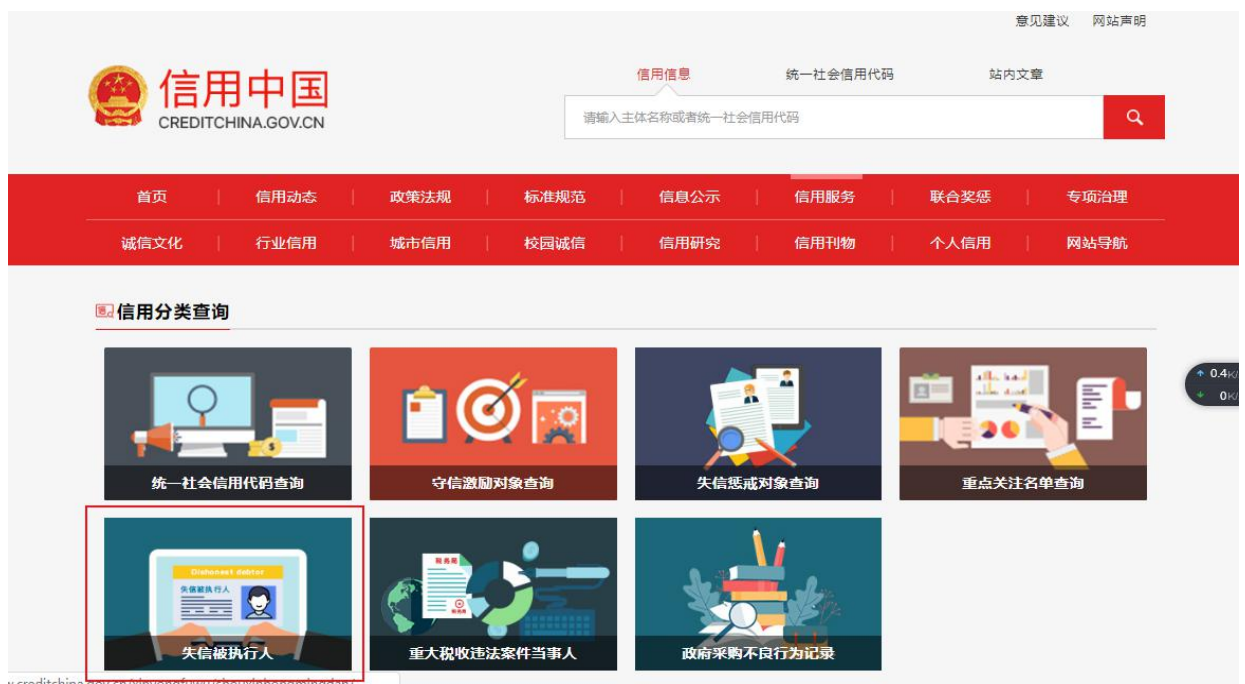 意见建议 网站声明
信用中国
CREDITCHINA.GOV.CN
信用信息 统一社会信用代码 站内文章
请输入主体名称或者统一社会信用代码
首页 信用动态 政策法规 标准规范 信息公示 信用服务 联合奖惩 专项治理
诚信文化 行业信用 城市信用 校园诚信 信用研究 信用刊物 个人信用 网站导航
信用分类查询
0.4K/
0K/
统一社会信用代码查询 守信激励对象查询 失信惩戒对象查询 重点关注名单查询
Dishonest debtor
失信被执行人
税务局
失信被执行人 重大税收违法案件当事人 政府采购不良行为记录